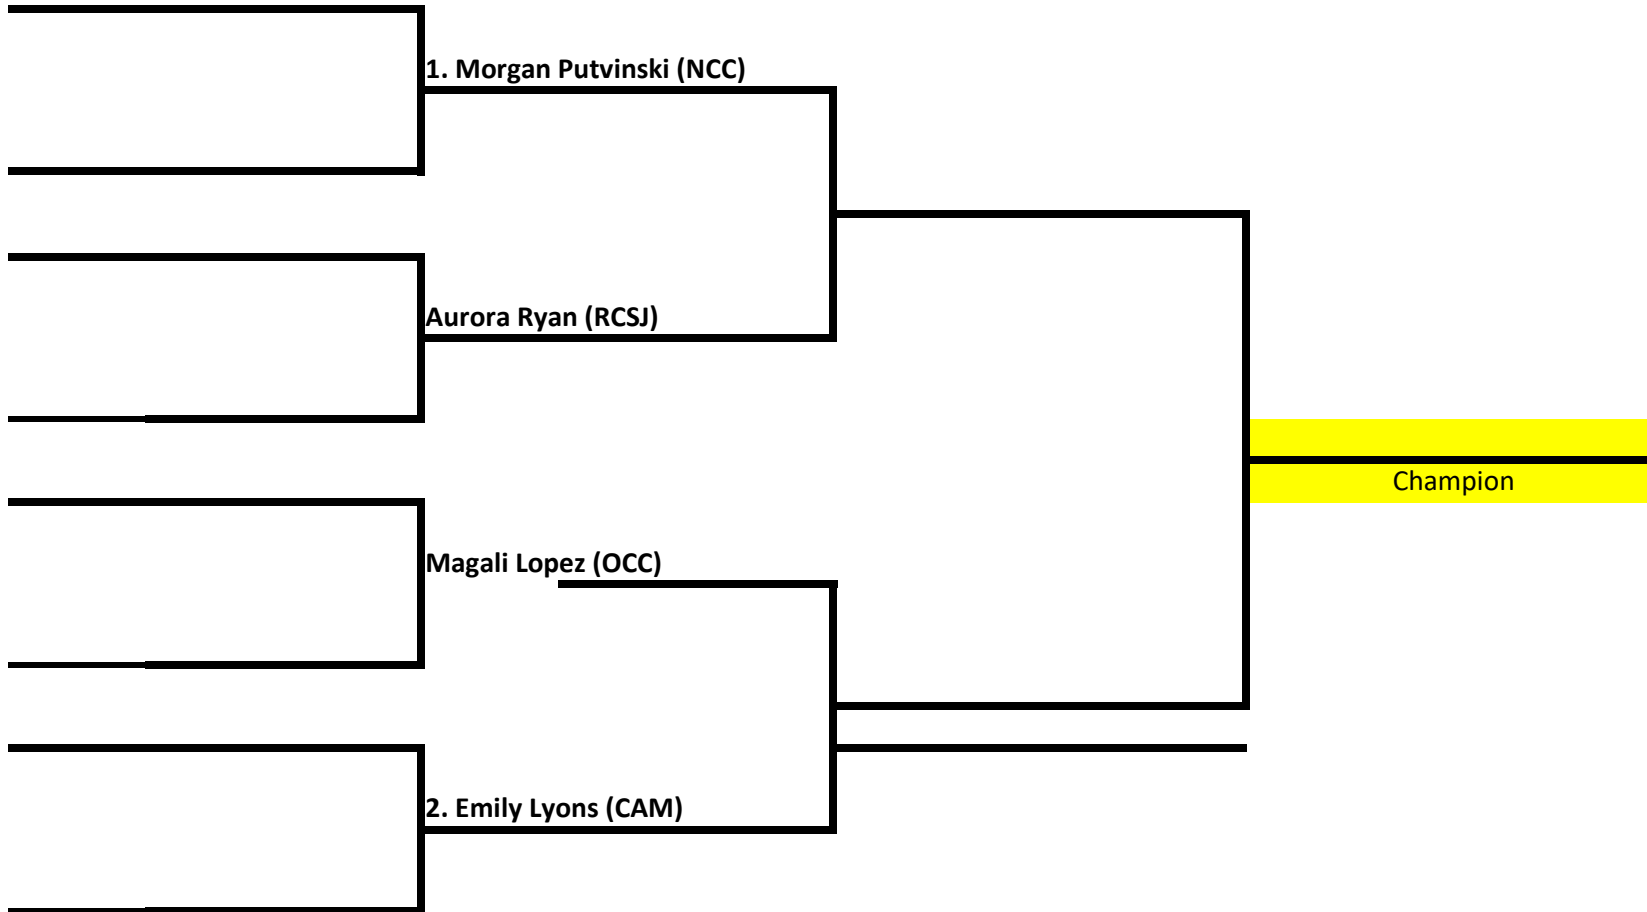 1. Morgan Putvinski (NCC)
Aurora Ryan (RCSJ)
Champion
Magali Lopez (OCC)
2. Emily Lyons (CAM)